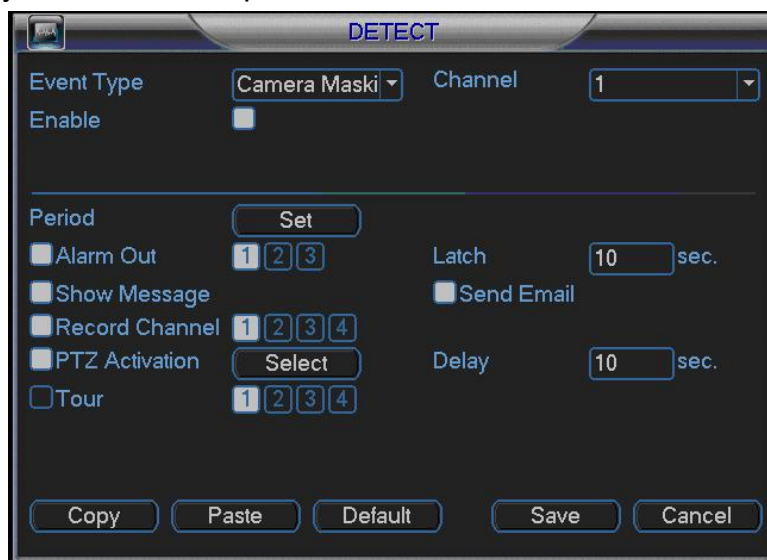 DETECT
Event Type Camera Maski Channel 1
Enable
Period Set
Alarm Out 1 2 3 Latch 10 sec.
Show Message Send Email
Record Channel 1 2 3 4
PTZ Activation Select Delay 10 sec.
Tour 1 2 3 4
Copy Paste Default Save Cancel